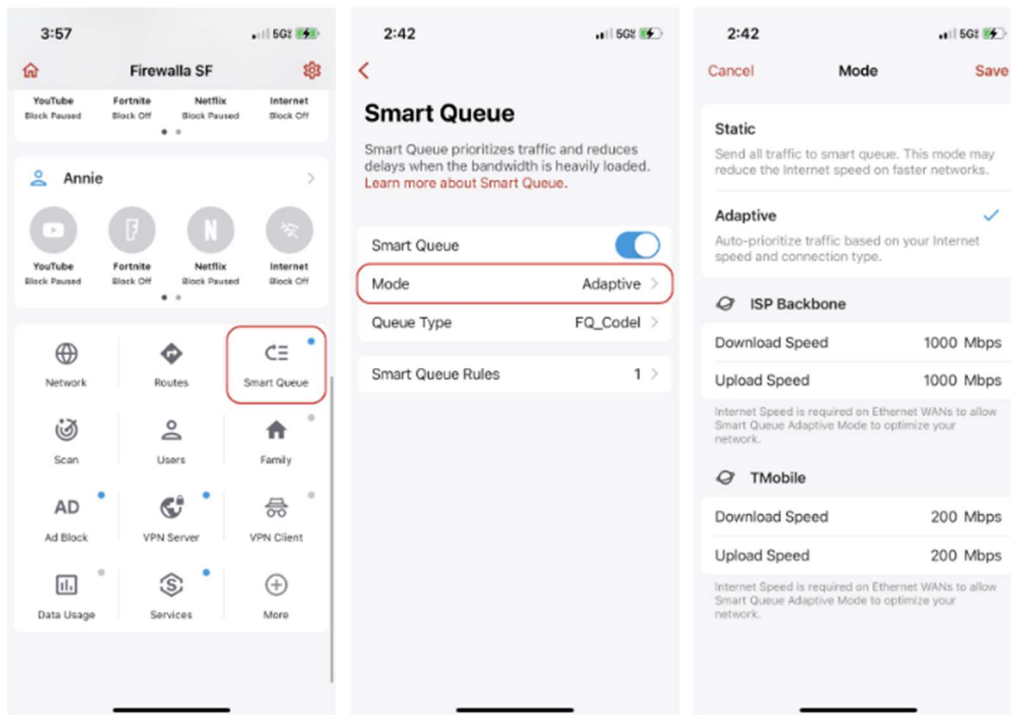 3:57
5G
Firewalla SF
YouTube Fortnite Netflix Internet
Block Paused Block Off Block Paused Block Off
Annie
YouTube Fortnite Netflix Internet
Block Paused Block Off Block Paused Block Off
Network Routes Smart Queue
Scan Users Family
AD
Ad Block VPN Server VPN Client
Data Usage Services More
2:42
5G
Smart Queue
Smart Queue prioritizes traffic and reduces
delays when the bandwidth is heavily loaded.
Learn more about Smart Queue.
Smart Queue
Mode Adaptive
Queue Type FQ_Codel
Smart Queue Rules 1
2:42
5G
Cancel Mode Save
Static
Send all traffic to smart queue. This mode may
reduce the Internet speed on faster networks.
Adaptive
Auto-prioritize traffic based on your Internet
speed and connection type.
ISP Backbone
Download Speed 1000 Mbps
Upload Speed 1000 Mbps
Internet Speed is required on Ethernet WANs to allow
Smart Queue Adaptive Mode to optimize your
network.
TMobile
Download Speed 200 Mbps
Upload Speed 200 Mbps
Internet Speed is required on Ethernet WANs to allow
Smart Queue Adaptive Mode to optimize your
network.